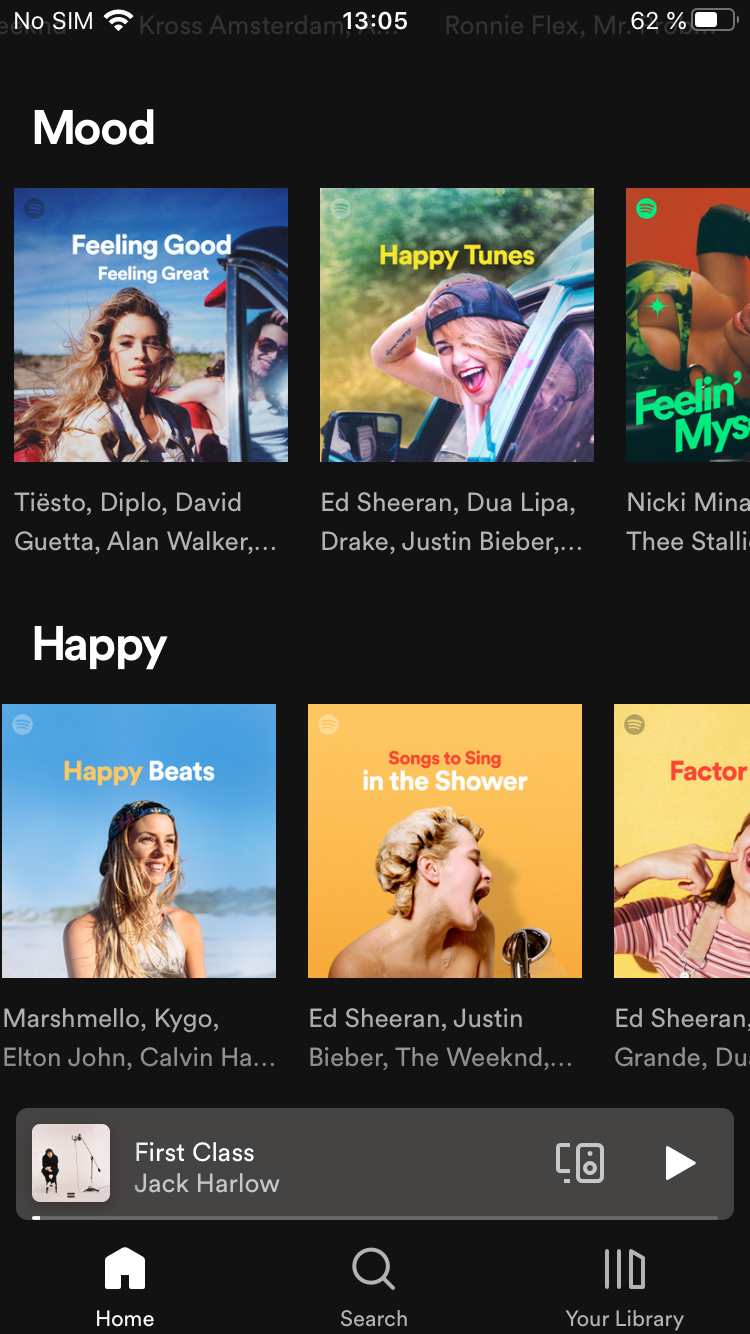 No SIM 13:05 62 %
Kross Amsterdam, A... Ronnie Flex, Mr.
Mood
Feeling Good
Feeling Great
Happy Tunes
Feelin'
Tiësto, Diplo, David
Guetta, Alan Walker,...
Ed Sheeran, Dua Lipa,
Drake, Justin Bieber,...
Nicki Mina
Thee Stalli
Happy
Happy Beats
Songs to Sing
in the Shower
Factor
Marshmello, Kygo,
Elton John, Calvin Ha...
Ed Sheeran, Justin
Bieber, The Weeknd,...
Ed Sheeran,
Grande, Du
First Class
Jack Harlow
Home
Search
Your Library